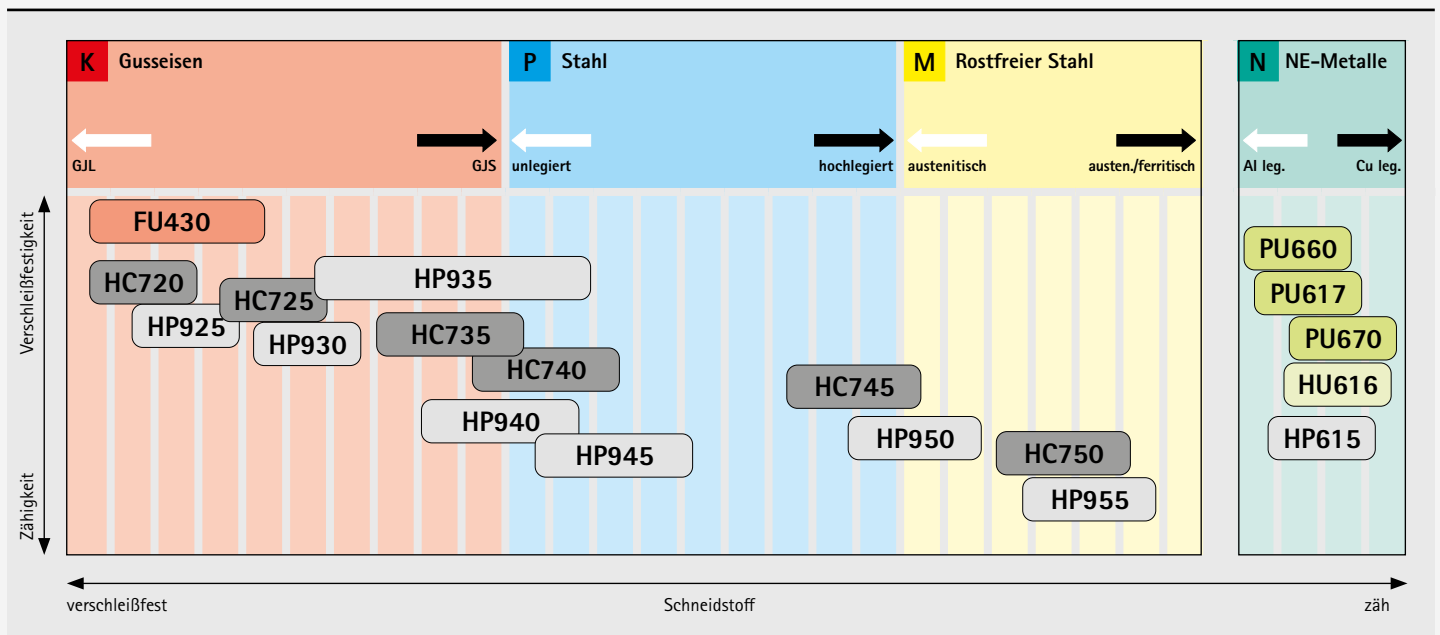 K Gusseisen
P Stahl
M Rostfreier Stahl
N NE-Metalle
GJL
GJS
unlegiert
hochlegiert
austenitisch
austen./ferritisch
Al leg.
Cu leg.
Verschleißfestigkeit
Zähigkeit
FU430
HC720
HP925
HC725
HP930
HP935
HC735
HC740
HP940
HP945
HC745
HP950
HC750
HP955
PU660
PU617
PU670
HU616
HP615
verschleißfest
Schneidstoff
zäh